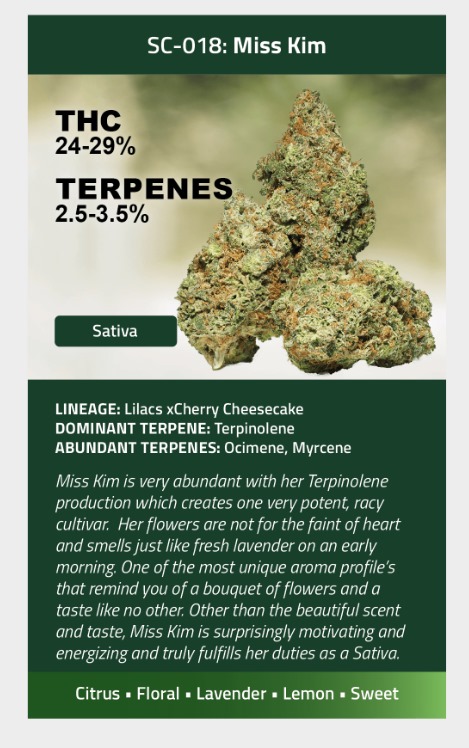 SC-018: Miss Kim
THC
24-29%
TERPENES
2.5-3.5%
Sativa
LINEAGE: Lilacs xCherry Cheesecake
DOMINANT TERPENE: Terpinolene
ABUNDANT TERPENES: Ocimene, Myrcene
Miss Kim is very abundant with her Terpinolene
production which creates one very potent, racy
cultivar. Her flowers are not for the faint of heart
and smells just like fresh lavender on an early
morning. One of the most unique aroma profile's
that remind you of a bouquet of flowers and a
taste like no other. Other than the beautiful scent
and taste, Miss Kim is surprisingly motivating and
energizing and truly fulfills her duties as a Sativa.
Citrus • Floral • Lavender • Lemon • Sweet